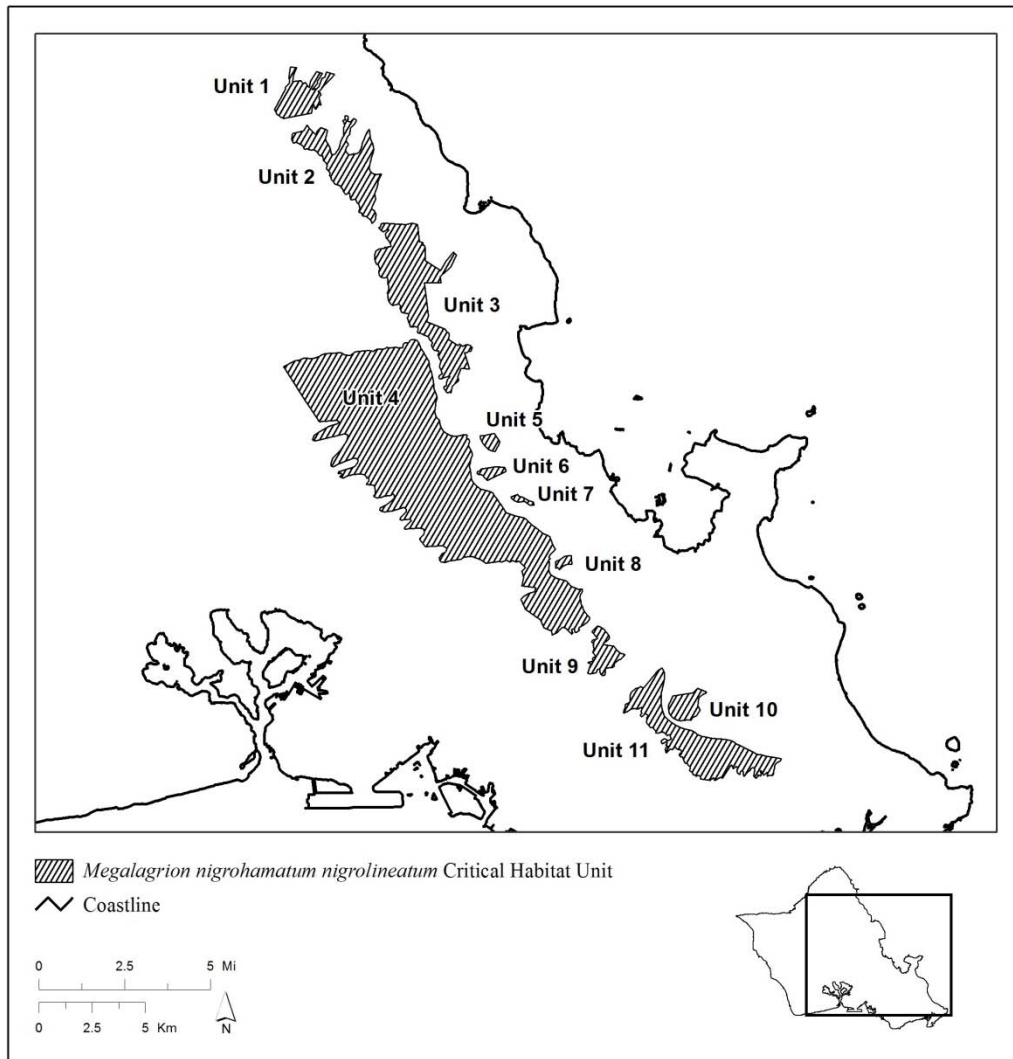 Unit 1
Unit 2
Unit 3
Unit 4
Unit 5
Unit 6
Unit 7
Unit 8
Unit 9
Unit 10
Unit 11
Megalagrion nigrohamatum nigrolineatum Critical Habitat Unit
Coastline
0 2.5 5 Mi
0 2.5 5 Km
N